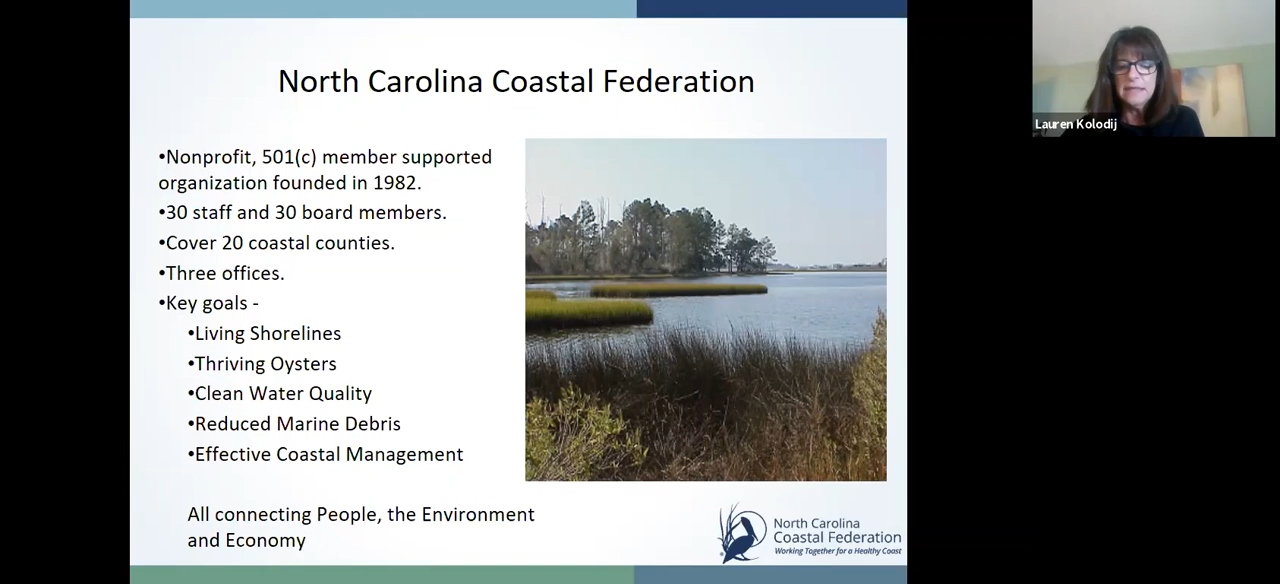 North Carolina Coastal Federation
•Nonprofit, 501(c) member supported
organization founded in 1982.
•30 staff and 30 board members.
•Cover 20 coastal counties.
•Three offices.
•Key goals -
•Living Shorelines
•Thriving Oysters
•Clean Water Quality
•Reduced Marine Debris
•Effective Coastal Management
All connecting People, the Environment
and Economy
North Carolina
Coastal Federation
Working Together for a Healthy Coast
Lauren Kolodij